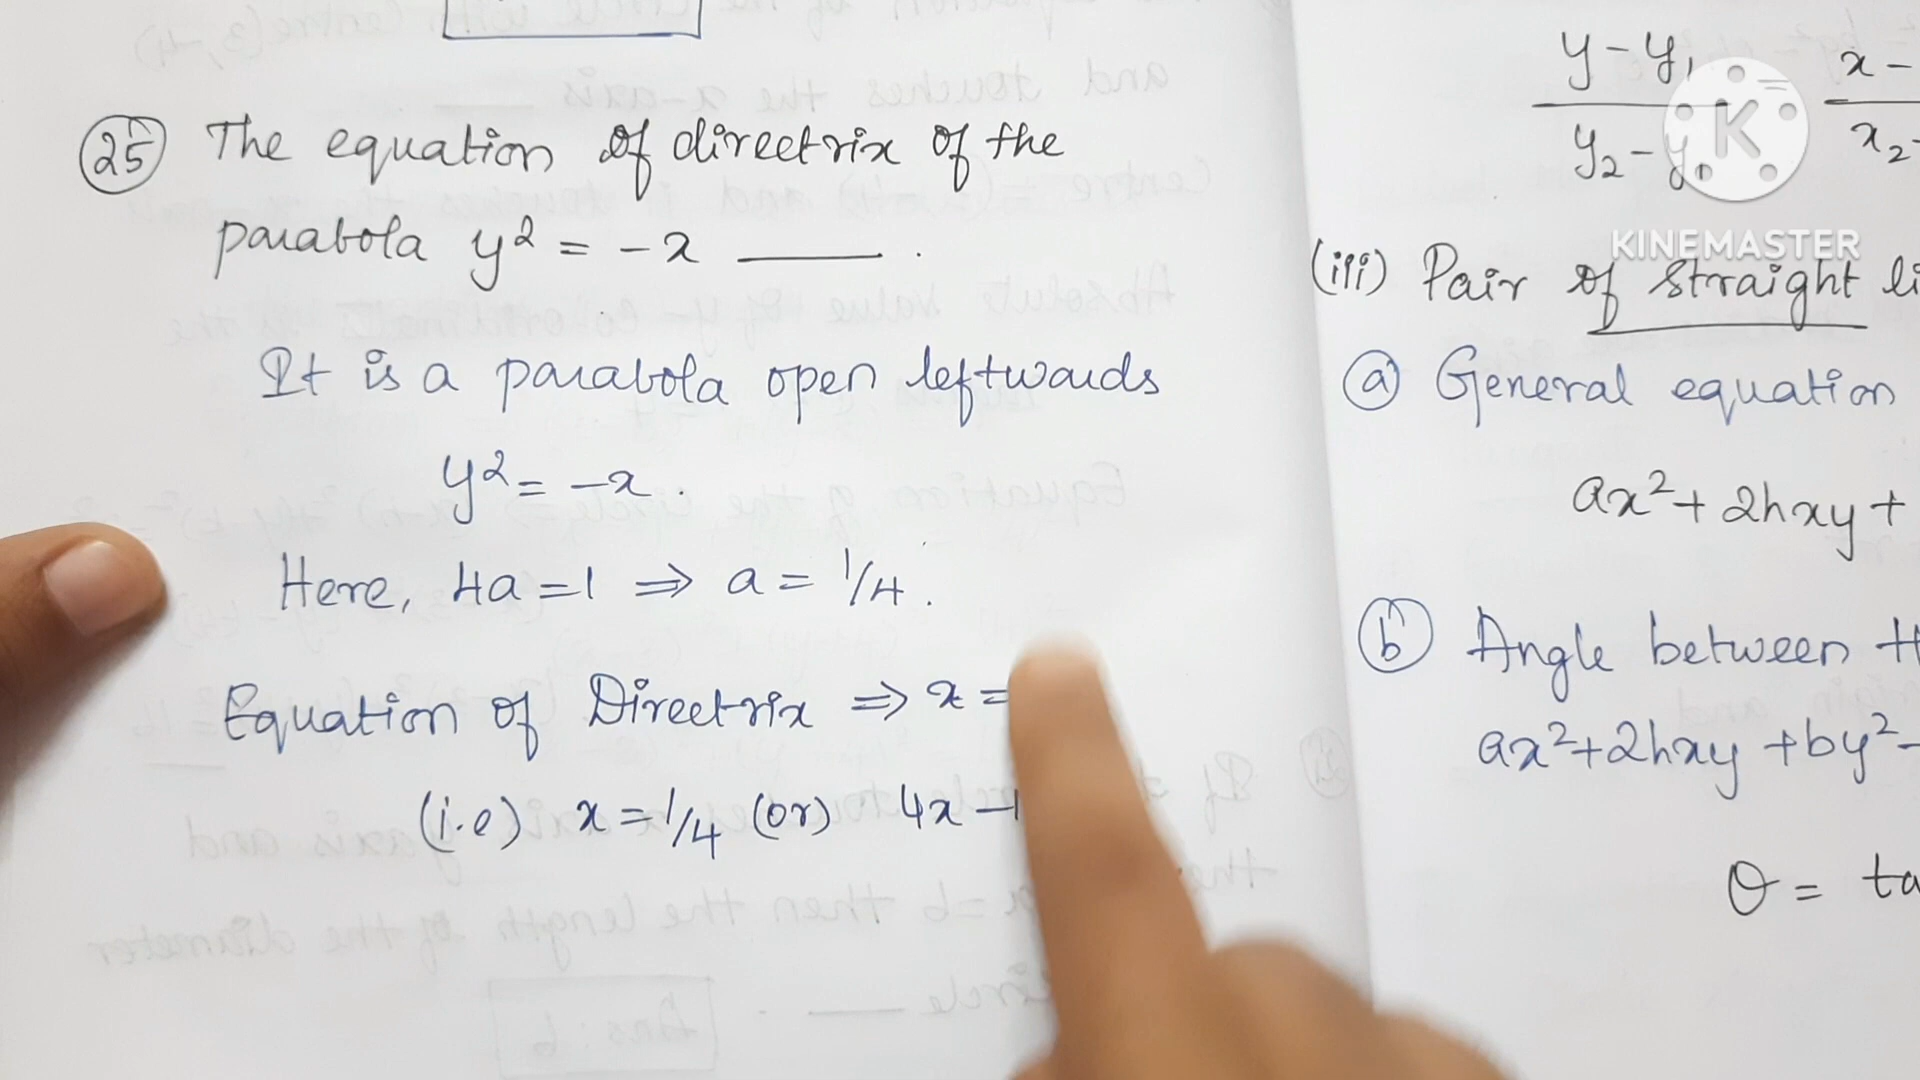 25 The equation of directrix of the
parabola y² = -x ____ .
It is a parabola open leftwards
y² = -x .
Here, 4a = 1 ⇒ a = 1/4 .
Equation of Directrix ⇒ x =
(i.e) x = 1/4 (or) 4x - 1
y - y₁ x -
y₂ - y₁ x₂ -
KINEMASTER
(iii) Pair of straight li
a General equation
ax² + 2hxy +
b Angle between
ax² + 2hxy + by² -
θ = ta